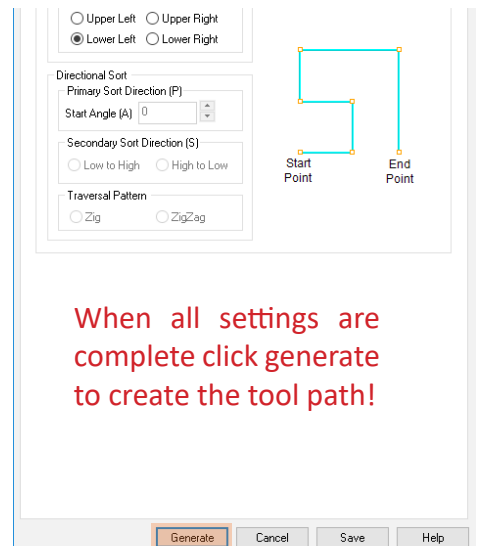 Upper Left Upper Right
Lower Left Lower Right
Directional Sort
Primary Sort Direction (P)
Start Angle (A) 0
Secondary Sort Direction (S)
Low to High High to Low
Traversal Pattern
Zig ZigZag
Start Point
End Point
When all settings are
complete click generate
to create the tool path!
Generate Cancel Save Help